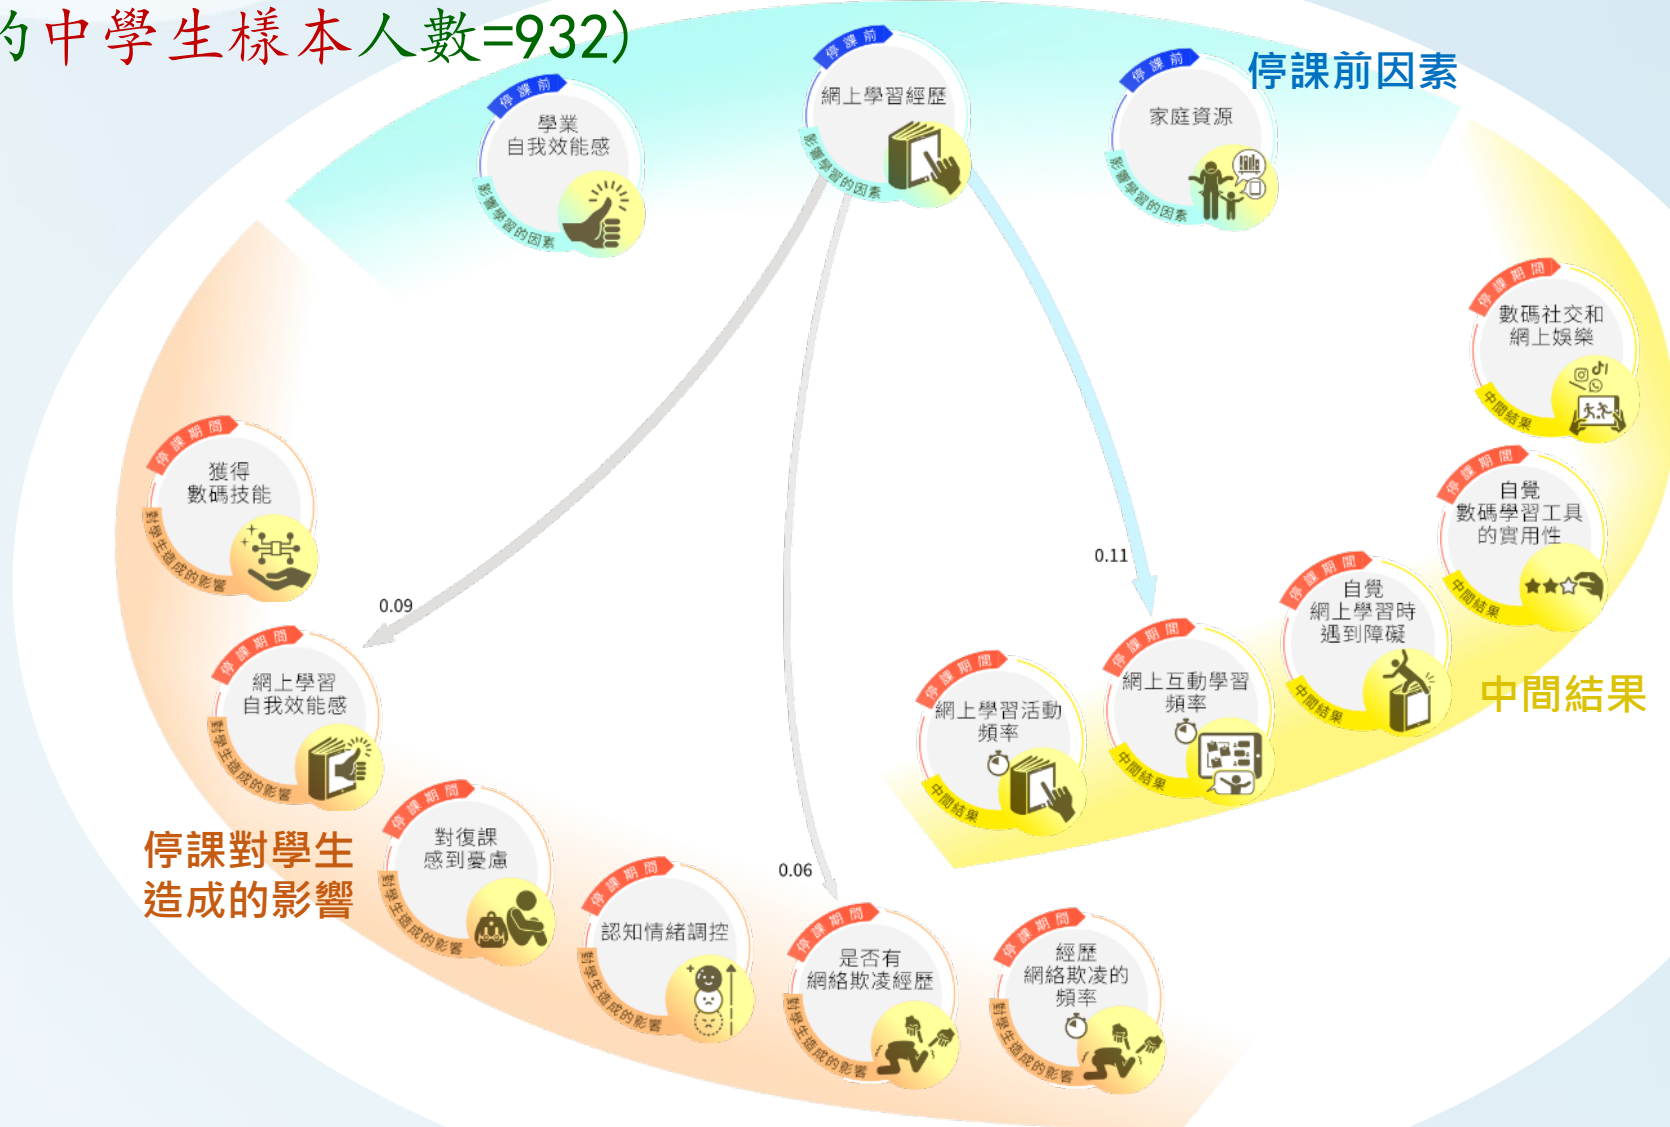 的中學生樣本人數=932)
停課前因素
停課前
學業
自我效能感
影響學習的因素
停課前
網上學習經歷
影響學習的因素
停課前
家庭資源
影響學習的因素
停課期間
數碼社交和
網上娛樂
中間結果
停課期間
自覺
數碼學習工具
的實用性
中間結果
停課期間
自覺
網上學習時
遇到障礙
中間結果
停課期間
網上互動學習
頻率
中間結果
停課期間
網上學習活動
頻率
中間結果
中間結果
0.11
0.09
0.06
停課期間
獲得
數碼技能
對學生造成的影響
停課期間
網上學習
自我效能感
對學生造成的影響
停課對學生
造成的影響
停課期間
對復課
感到憂慮
對學生造成的影響
停課期間
認知情緒調控
對學生造成的影響
停課期間
是否有
網絡欺凌經歷
對學生造成的影響
停課期間
經歷
網絡欺凌的
頻率
對學生造成的影響